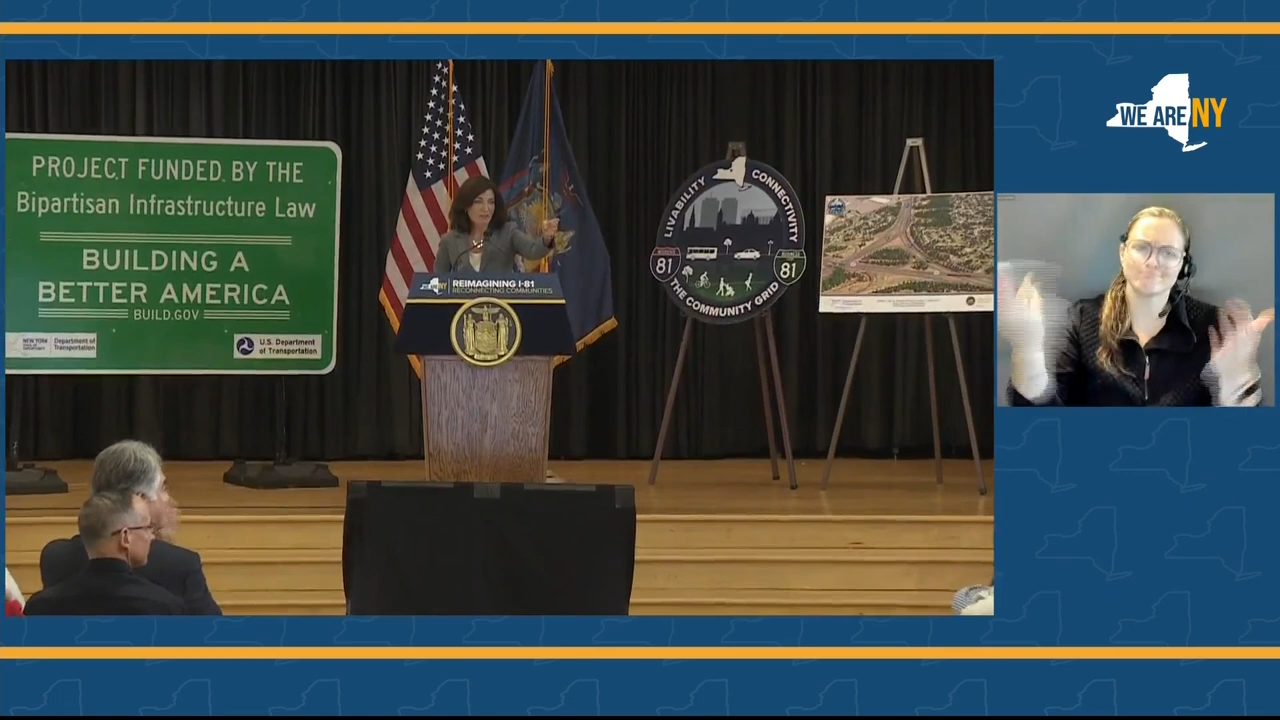 PROJECT FUNDED BY THE
Bipartisan Infrastructure Law
BUILDING A
BETTER AMERICA
BUILD.GOV
NEW YORK
Department of
Transportation
U.S. Department
of Transportation
REIMAGINING I-81
RECONNECTING COMMUNITIES
NY
LIVABILITY
CONNECTIVITY
81
81
THE COMMUNITY GRID
WE ARE NY